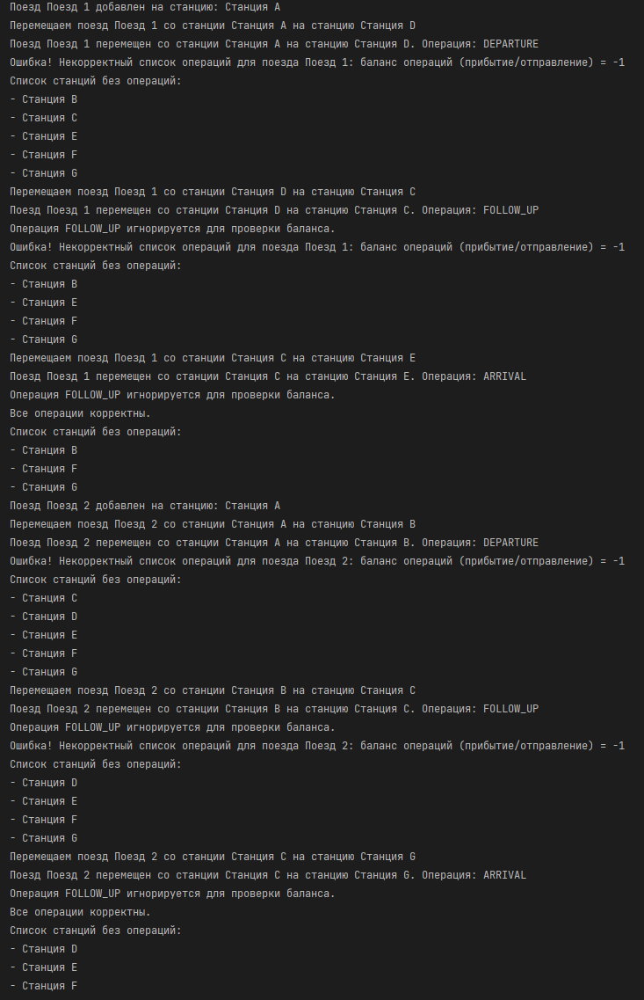 Поезд Поезд 1 добавлен на станцию: Станция A
Перемещаем поезд Поезд 1 со станции Станция A на станцию Станция D
Поезд Поезд 1 перемещен со станции Станция A на станцию Станция D. Операция: DEPARTURE
Ошибка! Некорректный список операций для поезда Поезд 1: баланс операций (прибытие/отправление) = -1
Список станций без операций:
- Станция B
- Станция C
- Станция E
- Станция F
- Станция G
Перемещаем поезд Поезд 1 со станции Станция D на станцию Станция C
Поезд Поезд 1 перемещен со станции Станция D на станцию Станция C. Операция: FOLLOW_UP
Операция FOLLOW_UP игнорируется для проверки баланса.
Ошибка! Некорректный список операций для поезда Поезд 1: баланс операций (прибытие/отправление) = -1
Список станций без операций:
- Станция B
- Станция E
- Станция F
- Станция G
Перемещаем поезд Поезд 1 со станции Станция C на станцию Станция E
Поезд Поезд 1 перемещен со станции Станция C на станцию Станция E. Операция: ARRIVAL
Операция FOLLOW_UP игнорируется для проверки баланса.
Все операции корректны.
Список станций без операций:
- Станция B
- Станция F
- Станция G
Поезд Поезд 2 добавлен на станцию: Станция A
Перемещаем поезд Поезд 2 со станции Станция A на станцию Станция B
Поезд Поезд 2 перемещен со станции Станция A на станцию Станция B. Операция: DEPARTURE
Ошибка! Некорректный список операций для поезда Поезд 2: баланс операций (прибытие/отправление) = -1
Список станций без операций:
- Станция C
- Станция D
- Станция E
- Станция F
- Станция G
Перемещаем поезд Поезд 2 со станции Станция B на станцию Станция C
Поезд Поезд 2 перемещен со станции Станция B на станцию Станция C. Операция: FOLLOW_UP
Операция FOLLOW_UP игнорируется для проверки баланса.
Ошибка! Некорректный список операций для поезда Поезд 2: баланс операций (прибытие/отправление) = -1
Список станций без операций:
- Станция D
- Станция E
- Станция F
- Станция G
Перемещаем поезд Поезд 2 со станции Станция C на станцию Станция G
Поезд Поезд 2 перемещен со станции Станция C на станцию Станция G. Операция: ARRIVAL
Операция FOLLOW_UP игнорируется для проверки баланса.
Все операции корректны.
Список станций без операций:
- Станция D
- Станция E
- Станция F